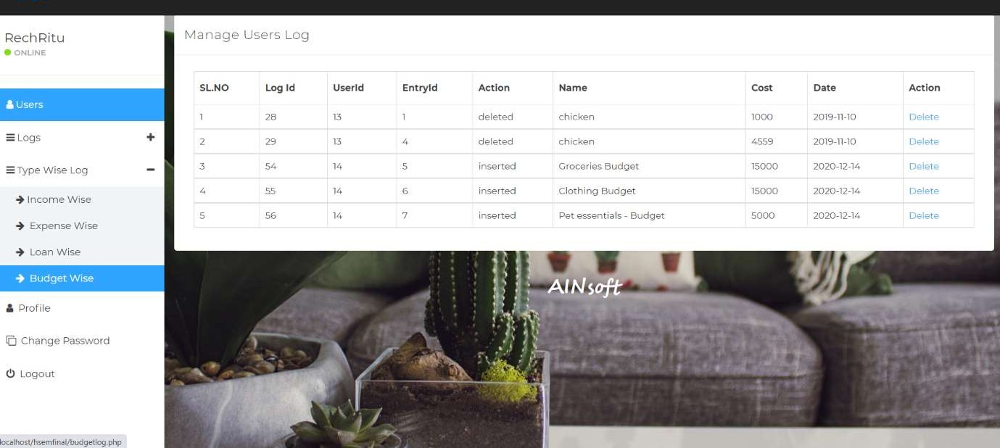 RechRitu
ONLINE
Users
Logs
Type Wise Log
Income Wise
Expense Wise
Loan Wise
Budget Wise
Profile
Change Password
Logout
localhost/hsemfinal/budgetlog.php
Manage Users Log
SL.NO Log Id UserId EntryId Action Name Cost Date Action
1 28 13 1 deleted chicken 1000 2019-11-10 Delete
2 29 13 4 deleted chicken 4559 2019-11-10 Delete
3 54 14 5 inserted Groceries Budget 15000 2020-12-14 Delete
4 55 14 6 inserted Clothing Budget 15000 2020-12-14 Delete
5 56 14 7 inserted Pet essentials - Budget 5000 2020-12-14 Delete
AINsoft